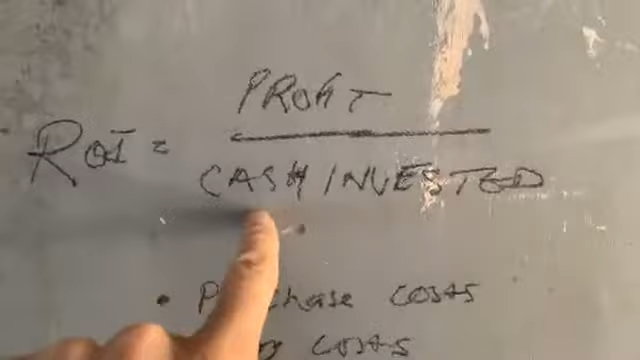 PROFIT
ROI =
CASH INVESTED
• Purchase costs
costs